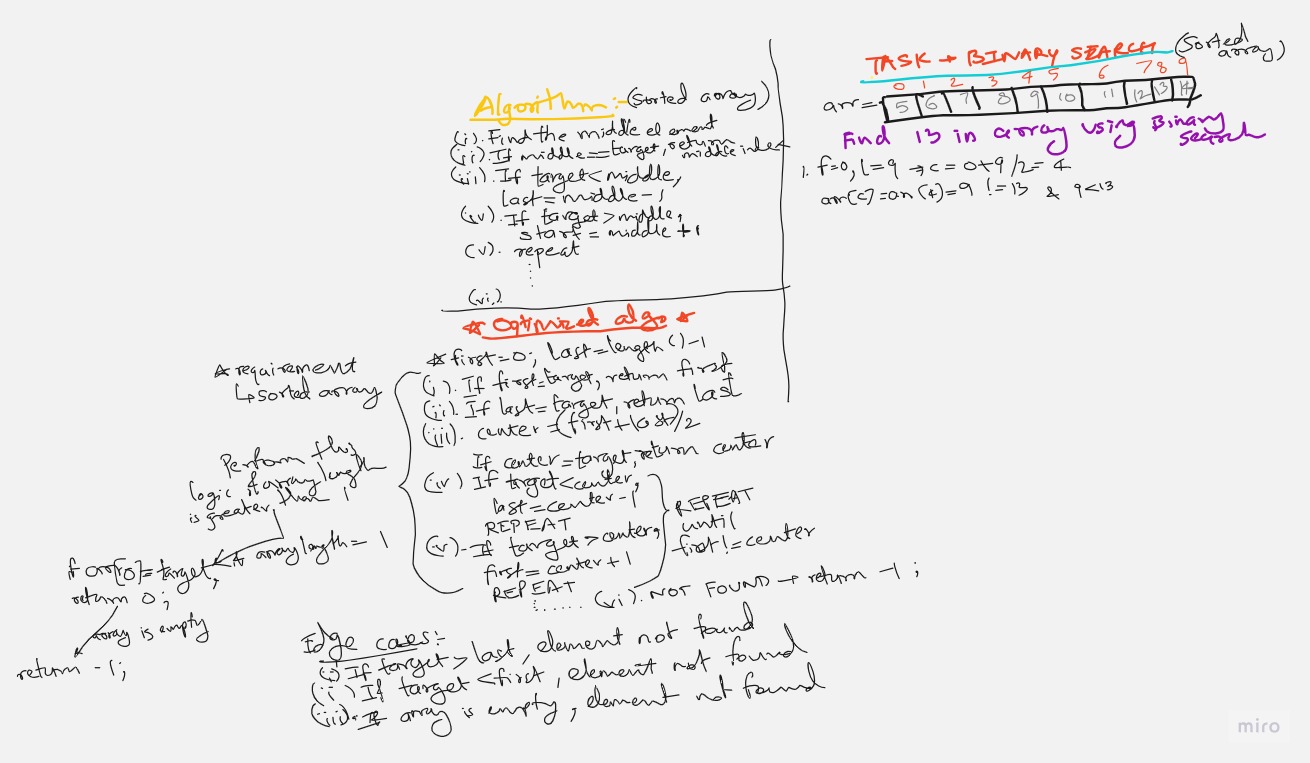 TASK → BINARY SEARCH (Sorted array)
0 1 2 3 4 5 6 7 8 9
arr= 5 6 7 8 9 10 11 12 13 14
Find 13 in array using Binary Search
1. f=0, l=9 → c = 0+9/2= 4
arr[c]=arr[4]=9 !=13 & 9<13
Algorithm:- (Sorted array)
(i). Find the middle element
(ii). If middle==target, return middle index
(iii). If target<middle,
last=middle-1
(iv). If target>middle,
start = middle +1
(v). repeat
......
(vi).
* Optimized algo *
* requirement
↳ sorted array
* first=0; last=length()-1
(i). If first=target, return first
(ii). If last=target, return last
(iii). center =(first+last)/2
If center=target, return center
(iv) If target<center,
last=center-1
REPEAT
(v)-If target >center,
first=center+1
REPEAT
REPEAT
until
first!=center
...... (vi). NOT FOUND → return -1;
Perform this
logic if array length
is greater than 1
* array length= 1
if arr[0]=target,
return 0;
array is empty
return -1;
Edge cases:-
(i) If target > last, element not found
(ii) If target <first, element not found
(iii). If array is empty, element not found
miro